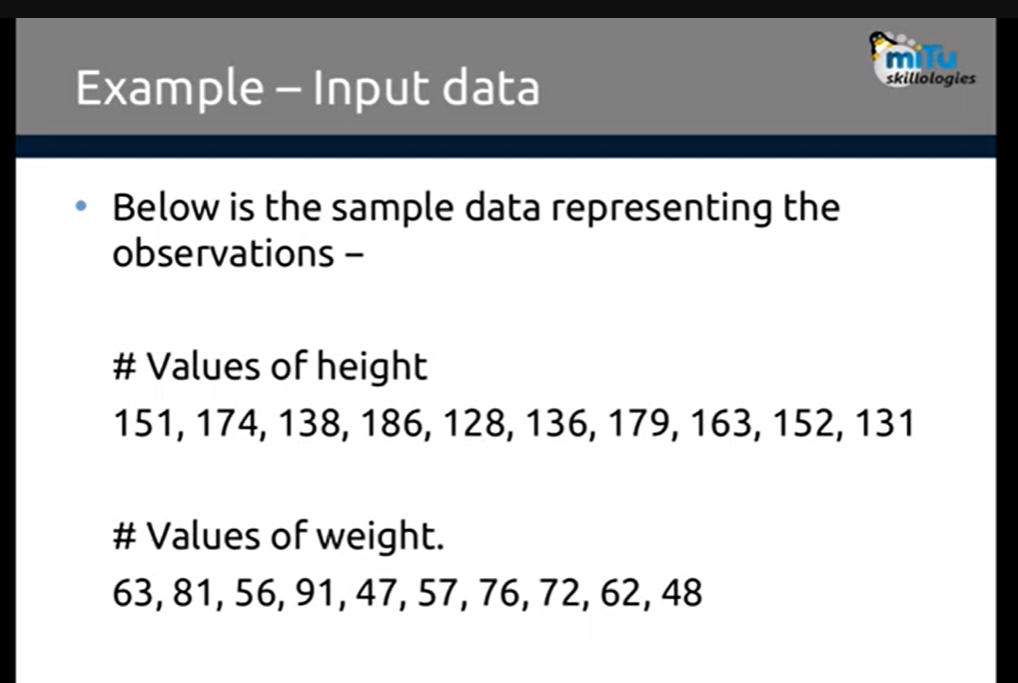 Example – Input data
miTu
skillologies
• Below is the sample data representing the
observations –
# Values of height
151, 174, 138, 186, 128, 136, 179, 163, 152, 131
# Values of weight.
63, 81, 56, 91, 47, 57, 76, 72, 62, 48